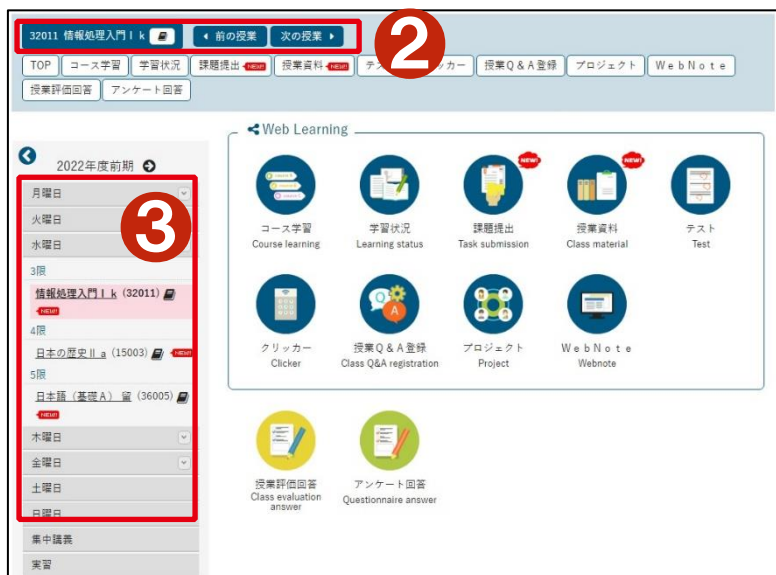 32011 情報処理入門Ⅰk 前の授業 次の授業
2
TOP コース学習 学習状況 課題提出 NEW! 授業資料 NEW! テス カー 授業Q&A登録 プロジェクト WebNote
授業評価回答 アンケート回答
2022年度前期
月曜日
火曜日
水曜日
3
3限
情報処理入門Ⅰk (32011)
NEW!
4限
日本の歴史Ⅱa (15003) NEW!
5限
日本語（基礎A） 留 (36005)
NEW!
木曜日
金曜日
土曜日
日曜日
集中講義
実習
Web Learning
NEW! NEW!
コース学習 学習状況 課題提出 授業資料 テスト
Course learning Learning status Task submission Class material Test
クリッカー 授業Q&A登録 プロジェクト WebNote
Clicker Class Q&A registration Project Webnote
授業評価回答 アンケート回答
Class evaluation Questionnaire answer
answer